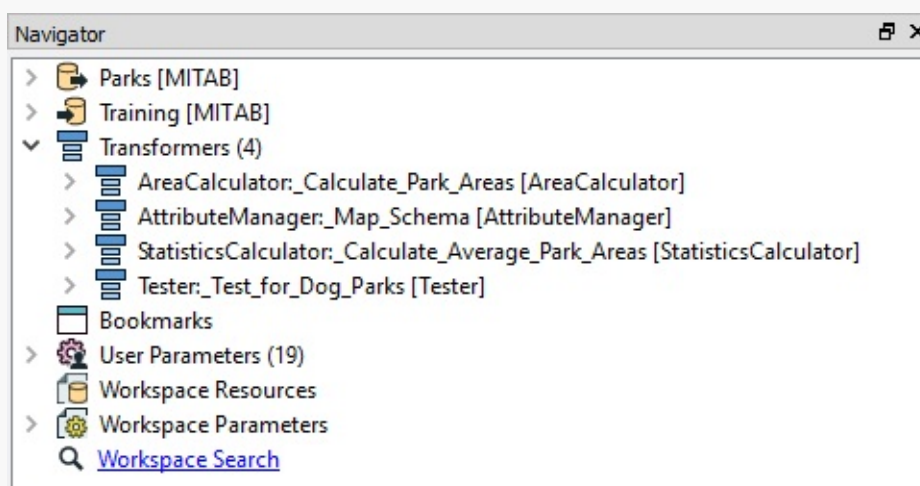 Navigator
Parks [MITAB]
Training [MITAB]
Transformers (4)
AreaCalculator:_Calculate_Park_Areas [AreaCalculator]
AttributeManager:_Map_Schema [AttributeManager]
StatisticsCalculator:_Calculate_Average_Park_Areas [StatisticsCalculator]
Tester:_Test_for_Dog_Parks [Tester]
Bookmarks
User Parameters (19)
Workspace Resources
Workspace Parameters
Workspace Search